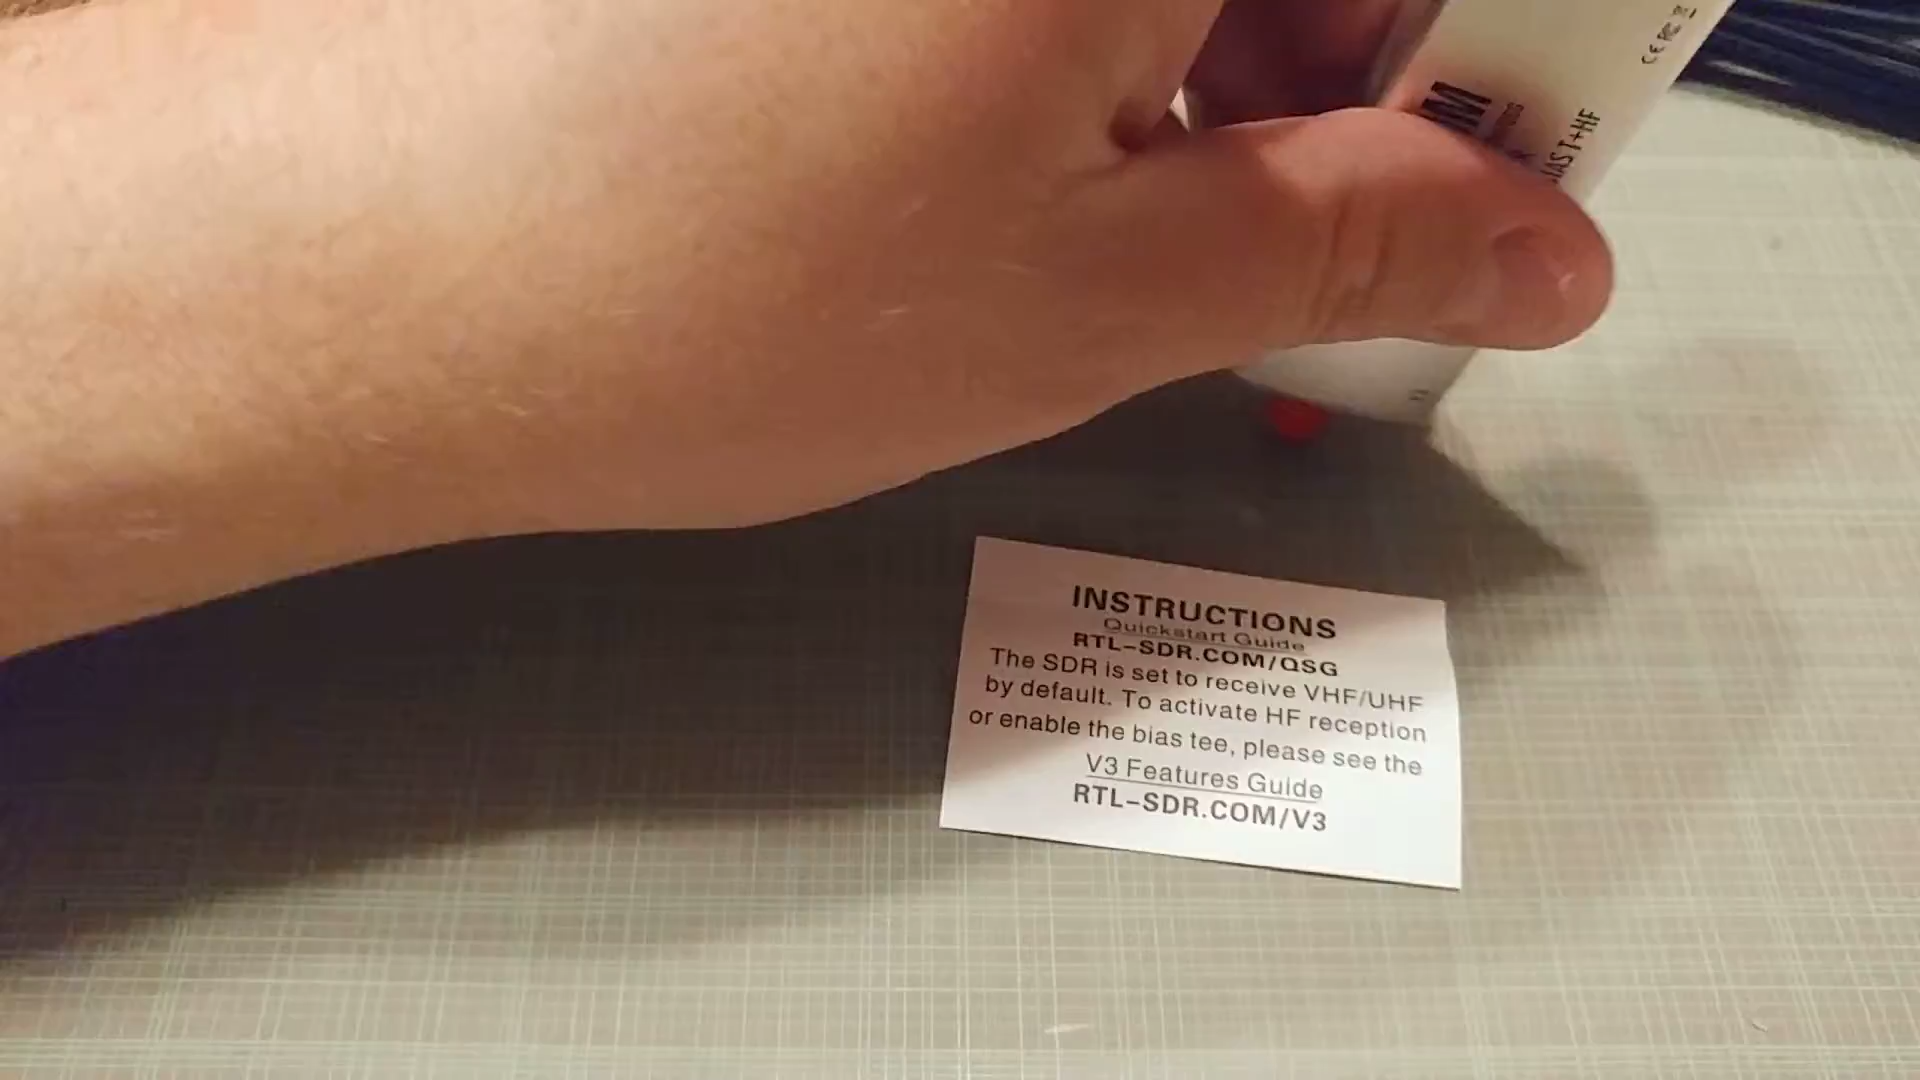 INSTRUCTIONS
Quickstart Guide
RTL-SDR.COM/QSG
The SDR is set to receive VHF/UHF
by default. To activate HF reception
or enable the bias tee, please see the
V3 Features Guide
RTL-SDR.COM/V3